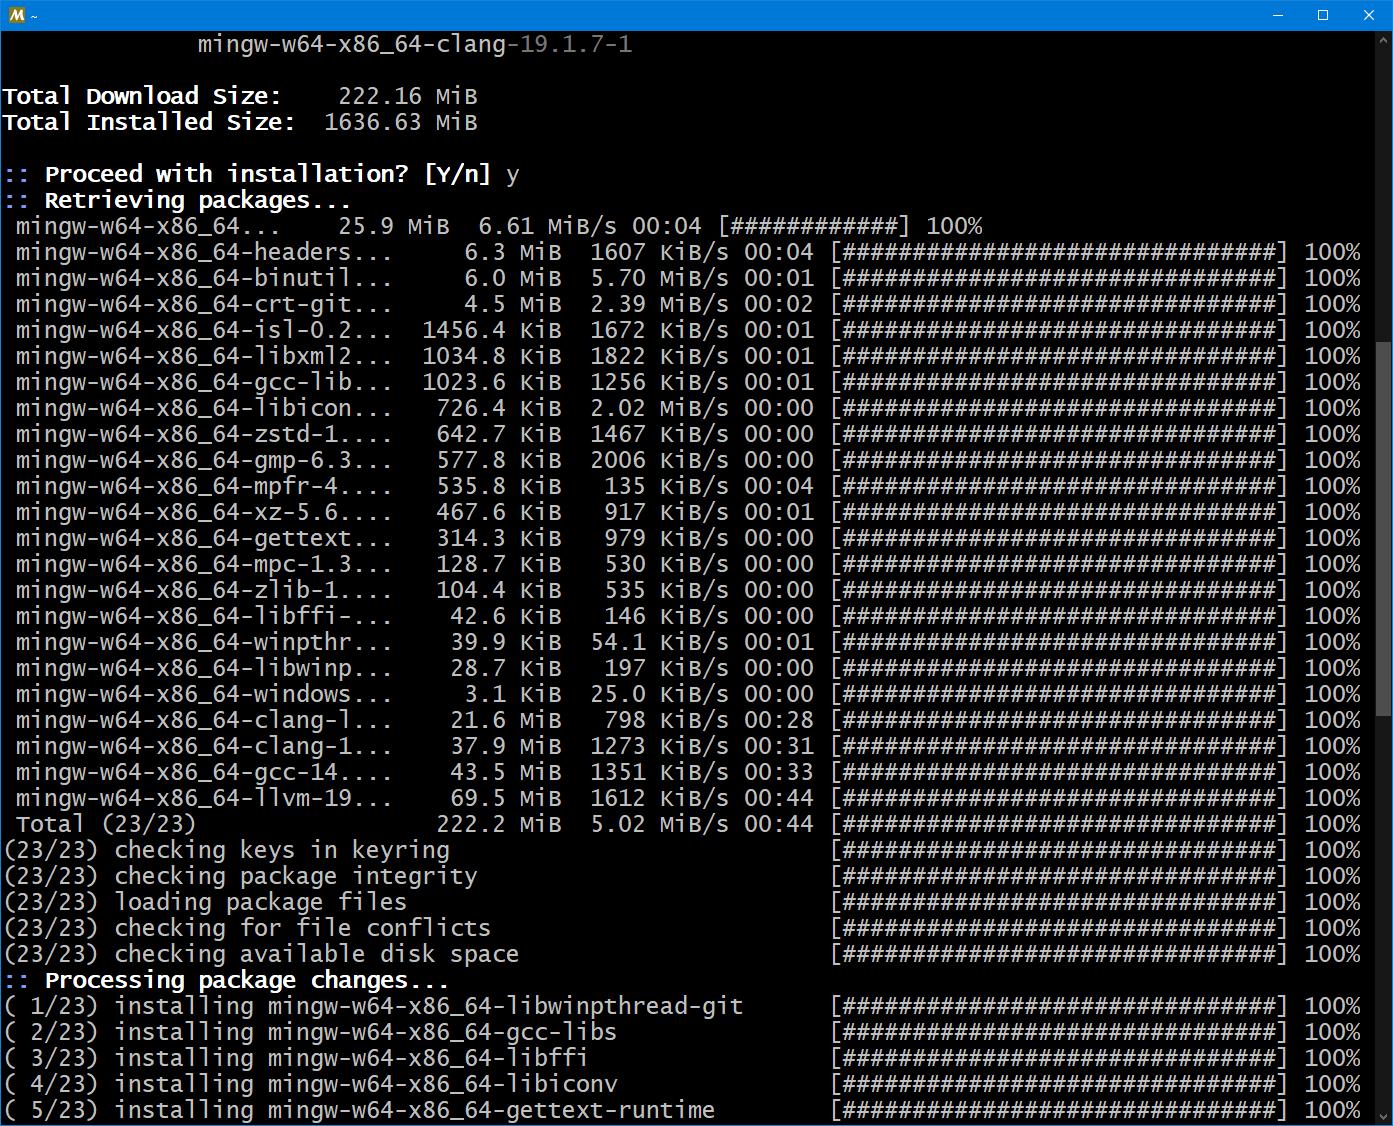 ~
mingw-w64-x86_64-clang-19.1.7-1
Total Download Size:    222.16 MiB
Total Installed Size:  1636.63 MiB
:: Proceed with installation? [Y/n] y
:: Retrieving packages...
mingw-w64-x86_64...    25.9 MiB  6.61 MiB/s 00:04 [############] 100%
mingw-w64-x86_64-headers...     6.3 MiB  1607 KiB/s 00:04 [###############################] 100%
mingw-w64-x86_64-binutil...     6.0 MiB  5.70 MiB/s 00:01 [###############################] 100%
mingw-w64-x86_64-crt-git...     4.5 MiB  2.39 MiB/s 00:02 [###############################] 100%
mingw-w64-x86_64-isl-0.2...  1456.4 KiB  1672 KiB/s 00:01 [###############################] 100%
mingw-w64-x86_64-libxml2...  1034.8 KiB  1822 KiB/s 00:01 [###############################] 100%
mingw-w64-x86_64-gcc-lib...  1023.6 KiB  1256 KiB/s 00:01 [###############################] 100%
mingw-w64-x86_64-libicon...   726.4 KiB  2.02 MiB/s 00:00 [###############################] 100%
mingw-w64-x86_64-zstd-1....   642.7 KiB  1467 KiB/s 00:00 [###############################] 100%
mingw-w64-x86_64-gmp-6.3...   577.8 KiB  2006 KiB/s 00:00 [###############################] 100%
mingw-w64-x86_64-mpfr-4....   535.8 KiB   135 KiB/s 00:04 [###############################] 100%
mingw-w64-x86_64-xz-5.6....   467.6 KiB   917 KiB/s 00:01 [###############################] 100%
mingw-w64-x86_64-gettext...   314.3 KiB   979 KiB/s 00:00 [###############################] 100%
mingw-w64-x86_64-mpc-1.3...   128.7 KiB   530 KiB/s 00:00 [###############################] 100%
mingw-w64-x86_64-zlib-1....   104.4 KiB   535 KiB/s 00:00 [###############################] 100%
mingw-w64-x86_64-libffi-...    42.6 KiB   146 KiB/s 00:00 [###############################] 100%
mingw-w64-x86_64-winpthr...    39.9 KiB  54.1 KiB/s 00:01 [###############################] 100%
mingw-w64-x86_64-libwinp...    28.7 KiB   197 KiB/s 00:00 [###############################] 100%
mingw-w64-x86_64-windows...     3.1 KiB  25.0 KiB/s 00:00 [###############################] 100%
mingw-w64-x86_64-clang-l...    21.6 MiB   798 KiB/s 00:28 [###############################] 100%
mingw-w64-x86_64-clang-1...    37.9 MiB  1273 KiB/s 00:31 [###############################] 100%
mingw-w64-x86_64-gcc-14....    43.5 MiB  1351 KiB/s 00:33 [###############################] 100%
mingw-w64-x86_64-llvm-19...    69.5 MiB  1612 KiB/s 00:44 [###############################] 100%
Total (23/23)                 222.2 MiB  5.02 MiB/s 00:44 [###############################] 100%
(23/23) checking keys in keyring                           [###############################] 100%
(23/23) checking package integrity                         [###############################] 100%
(23/23) loading package files                              [###############################] 100%
(23/23) checking for file conflicts                        [###############################] 100%
(23/23) checking available disk space                      [###############################] 100%
:: Processing package changes...
( 1/23) installing mingw-w64-x86_64-libwinpthread-git      [###############################] 100%
( 2/23) installing mingw-w64-x86_64-gcc-libs               [###############################] 100%
( 3/23) installing mingw-w64-x86_64-libffi                 [###############################] 100%
( 4/23) installing mingw-w64-x86_64-libiconv               [###############################] 100%
( 5/23) installing mingw-w64-x86_64-gettext-runtime        [###############################] 100%